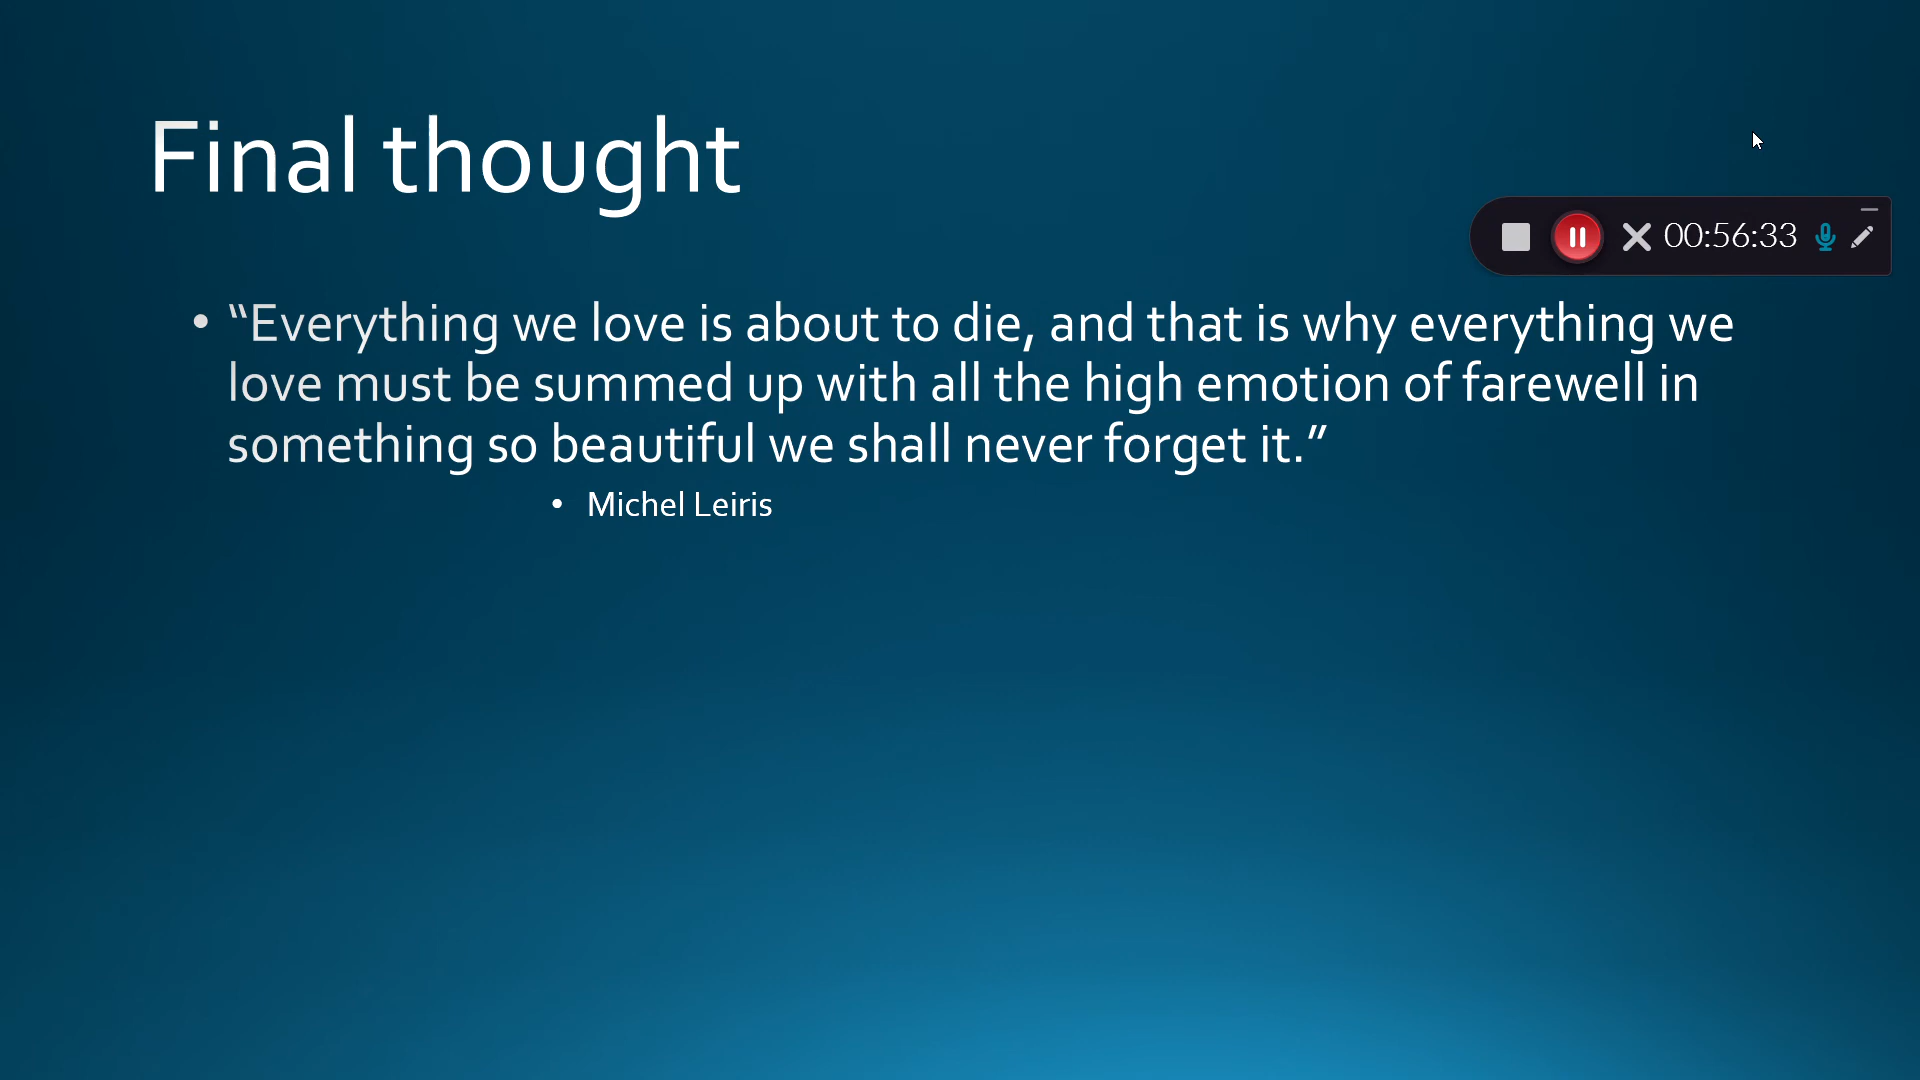 Final thought
00:56:33
• “Everything we love is about to die, and that is why everything we
love must be summed up with all the high emotion of farewell in
something so beautiful we shall never forget it.”
• Michel Leiris